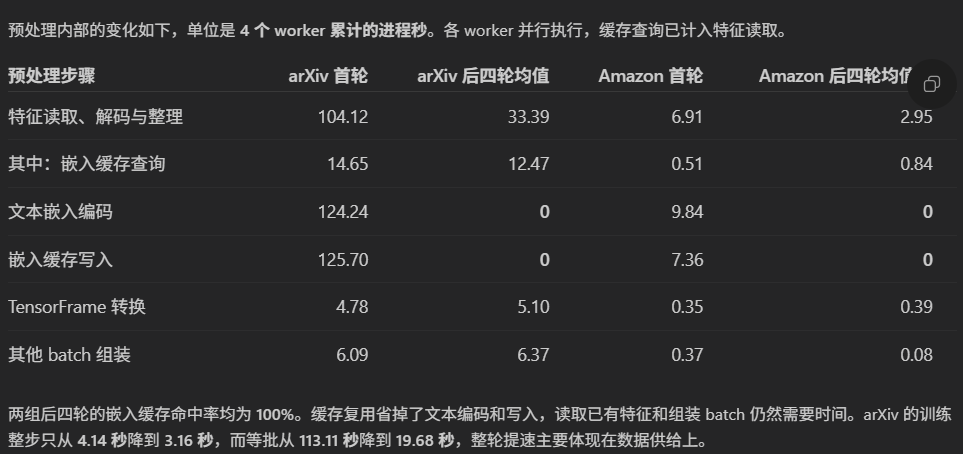 预处理内部的变化如下，单位是 4 个 worker 累计的进程秒。各 worker 并行执行，缓存查询已计入特征读取。
预处理步骤 arXiv 首轮 arXiv 后四轮均值 Amazon 首轮 Amazon 后四轮均
特征读取、解码与整理 104.12 33.39 6.91 2.95
其中：嵌入缓存查询 14.65 12.47 0.51 0.84
文本嵌入编码 124.24 0 9.84 0
嵌入缓存写入 125.70 0 7.36 0
TensorFrame 转换 4.78 5.10 0.35 0.39
其他 batch 组装 6.09 6.37 0.37 0.08
两组后四轮的嵌入缓存命中率均为 100%。缓存复用省掉了文本编码和写入，读取已有特征和组装 batch 仍然需要时间。arXiv 的训练
整步只从 4.14 秒降到 3.16 秒，而等批从 113.11 秒降到 19.68 秒，整轮提速主要体现在数据供给上。